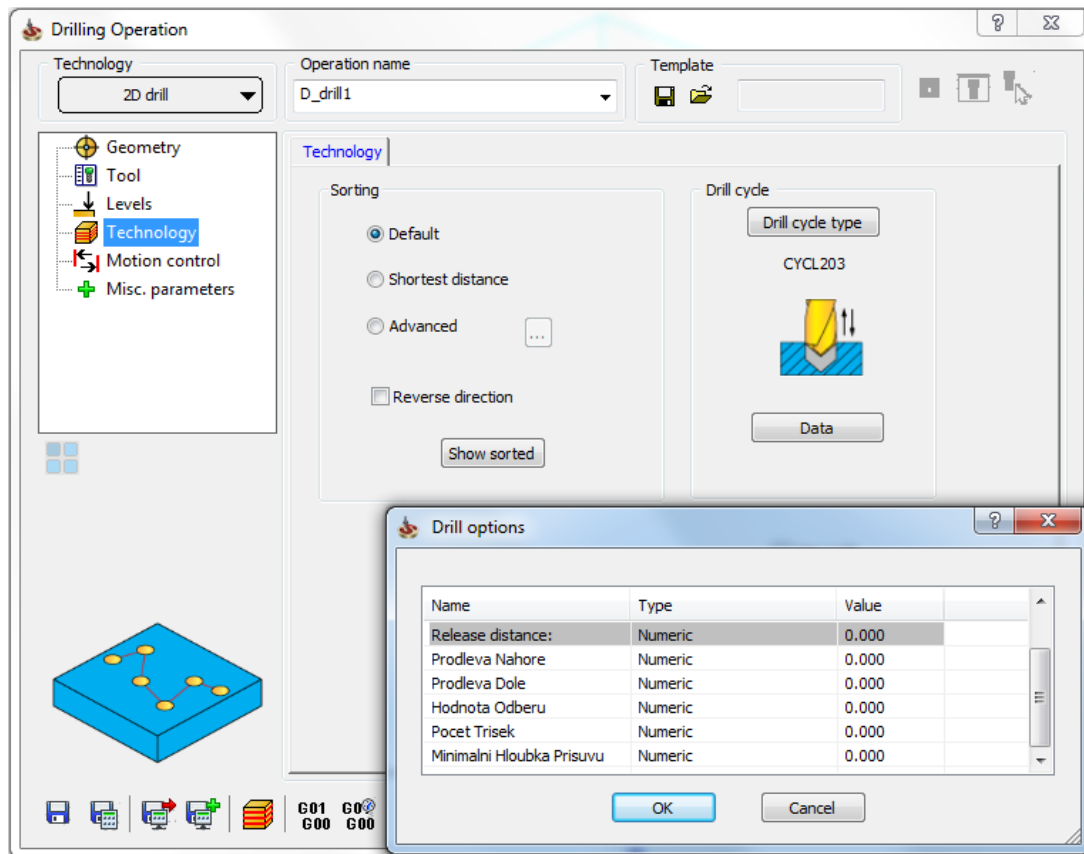 Drilling Operation
Technology
Operation name
Template
2D drill
D_drill1
Geometry
Tool
Levels
Technology
Motion control
Misc. parameters
Technology
Sorting
Default
Shortest distance
Advanced
...
Reverse direction
Show sorted
Drill cycle
Drill cycle type
CYCL203
Data
Drill options
Name Type Value
Release distance: Numeric 0.000
Prodleva Nahore Numeric 0.000
Prodleva Dole Numeric 0.000
Hodnota Odberu Numeric 0.000
Pocet Trisek Numeric 0.000
Minimalni Hloubka Prisuvu Numeric 0.000
OK Cancel
G01 G0
G00 G00